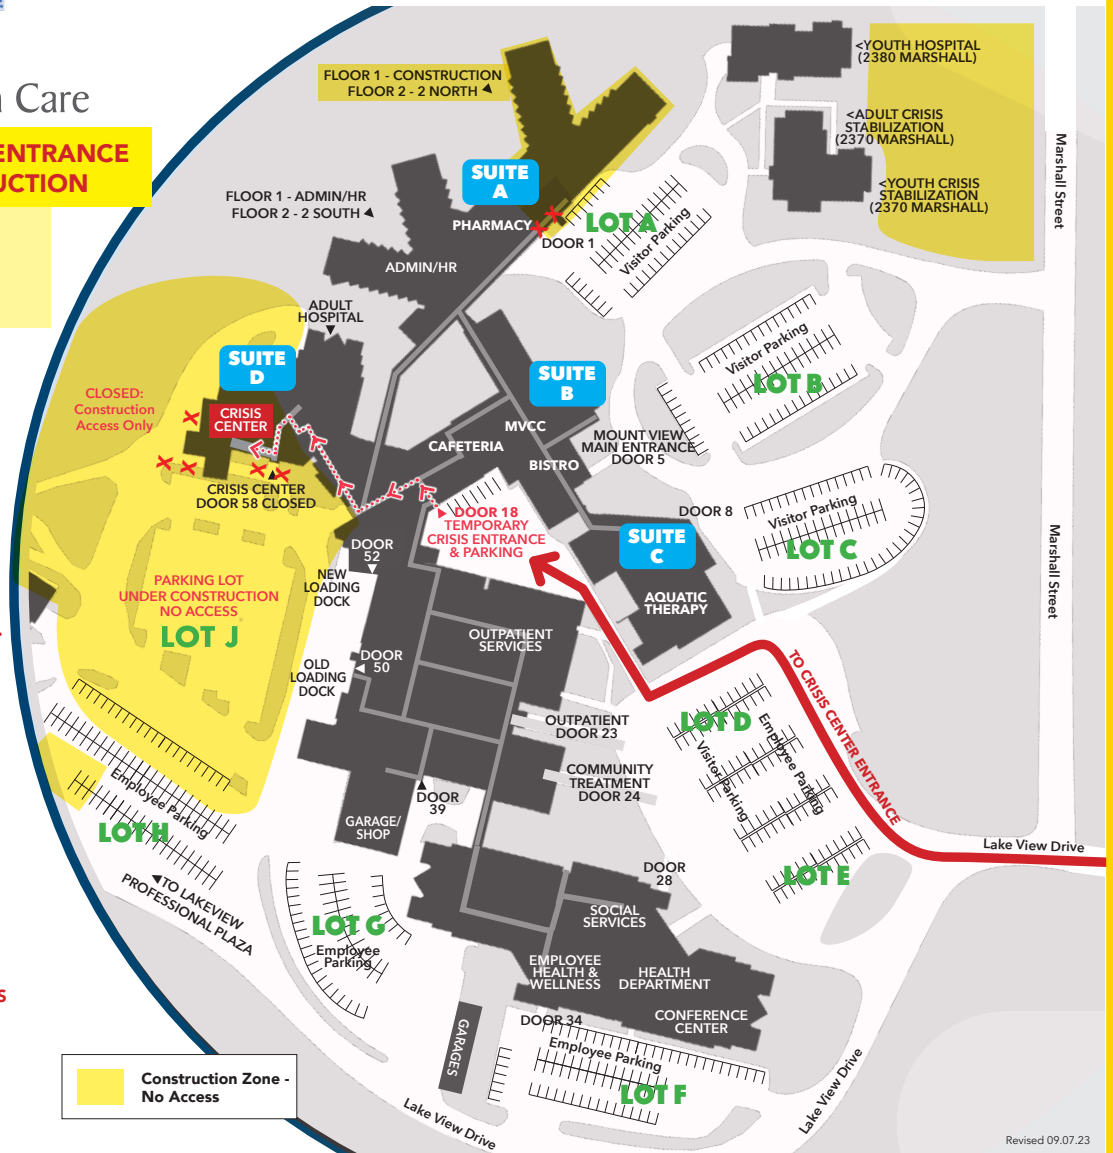 Care
ENTRANCE
FLOOR 1 - CONSTRUCTION
FLOOR 2 - 2 NORTH
<YOUTH HOSPITAL
(2380 MARSHALL)
<ADULT CRISIS
STABILIZATION
(2370 MARSHALL)
<YOUTH CRISIS
STABILIZATION
(2370 MARSHALL)
Marshall Street
SUITE
A
FLOOR 1 - ADMIN/HR
FLOOR 2 - 2 SOUTH
PHARMACY
DOOR 1
LOT A
Visitor Parking
ADMIN/HR
ADULT
HOSPITAL
SUITE
D
CLOSED:
Construction
Access Only
CRISIS
CENTER
CRISIS CENTER
DOOR 58 CLOSED
SUITE
B
Visitor Parking
LOT B
MVCC
CAFETERIA
BISTRO
MOUNT VIEW
MAIN ENTRANCE
DOOR 5
DOOR 8
Visitor Parking
LOT C
DOOR 18
TEMPORARY
CRISIS ENTRANCE
& PARKING
SUITE
C
AQUATIC
THERAPY
Marshall Street
DOOR
52
NEW
LOADING
DOCK
PARKING LOT
UNDER CONSTRUCTION
NO ACCESS
LOT J
OUTPATIENT
SERVICES
DOOR
50
OLD
LOADING
DOCK
TO CRISIS CENTER ENTRANCE
OUTPATIENT
DOOR 23
COMMUNITY
TREATMENT
DOOR 24
LOT D
Visitor Parking
Employee Parking
DOOR
39
GARAGE/
SHOP
Employee Parking
LOT H
TO LAKEVIEW
PROFESSIONAL PLAZA
Lake View Drive
LOT E
DOOR
28
SOCIAL
SERVICES
LOT G
Employee
Parking
EMPLOYEE
HEALTH &
WELLNESS
HEALTH
DEPARTMENT
CONFERENCE
CENTER
DOOR 34
GARAGES
Employee Parking
LOT F
Lake View Drive
Lake View Drive
Construction Zone -
No Access
Revised 09.07.23